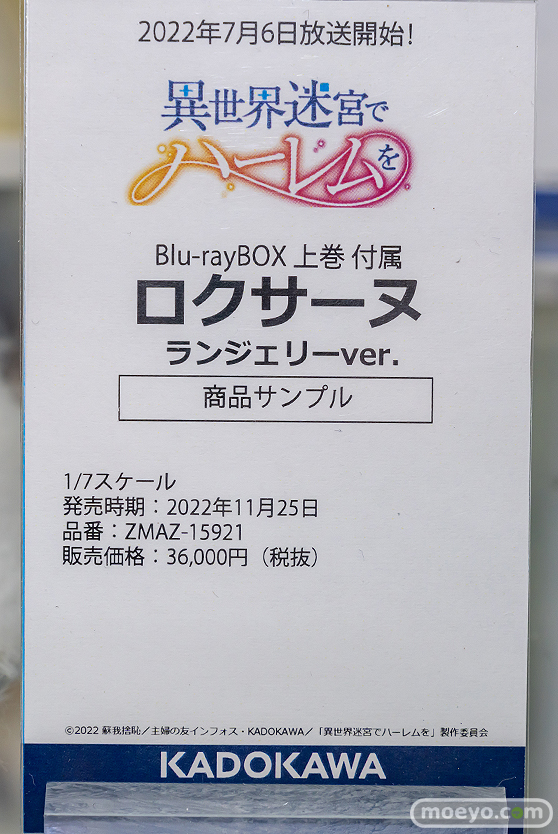 2022年7月6日放送開始!
異世界迷宮で
ハーレムを
Blu-rayBOX 上巻 付属
ロクサーヌ
ランジェリーver.
商品サンプル
1/7スケール
発売時期：2022年11月25日
品番：ZMAZ-15921
販売価格：36,000円（税抜）
©2022 蘇我捨恥／主婦の友インフォス・KADOKAWA／「異世界迷宮でハーレムを」製作委員会
KADOKAWA
moeyo.com